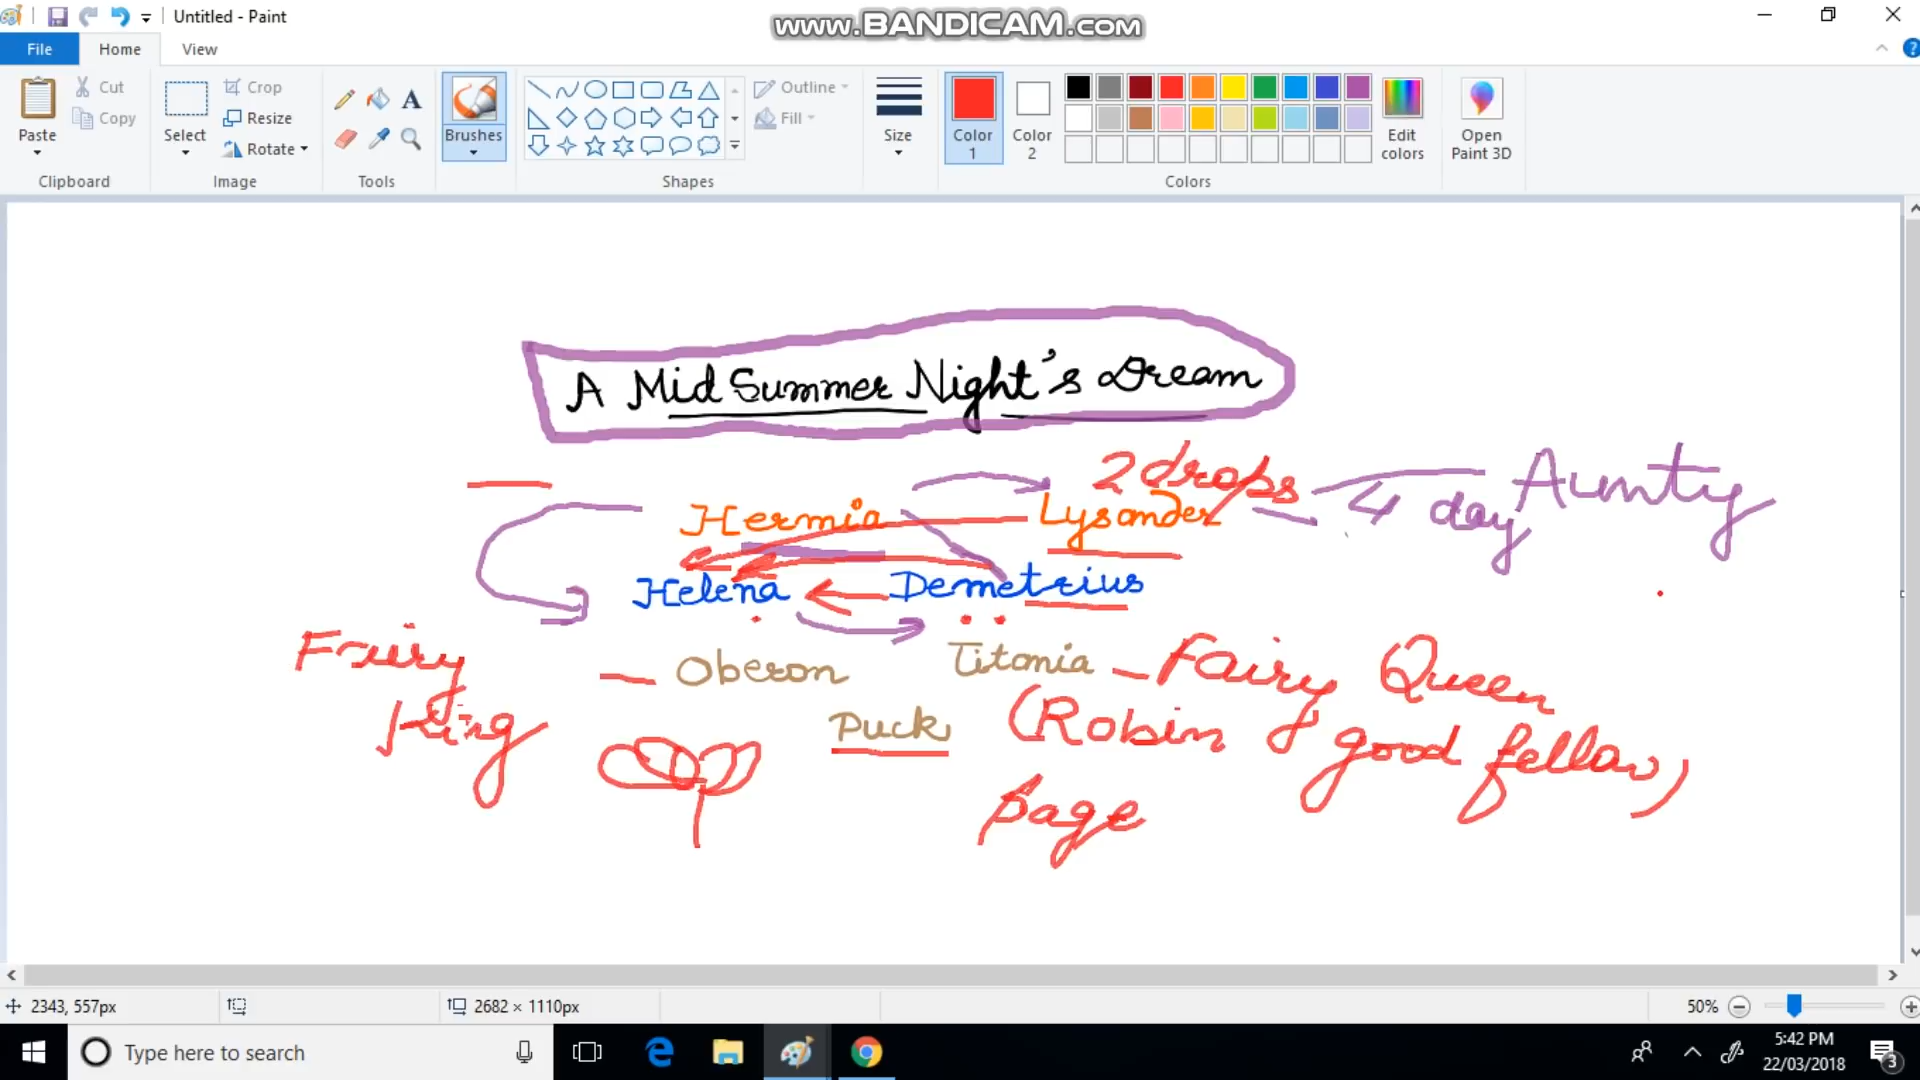 Untitled - Paint
www.BANDICAM.com
File Home View
Paste Cut Copy Clipboard
Select Crop Resize Rotate Image
A Tools
Brushes
Shapes
Outline Fill
Size
Color 1 Color 2 Edit colors Colors
Open Paint 3D
A Mid Summer Night's Dream
2 drops 4 day Aunty
Hermia Lysander
Helena Demetrius
Fairy King Oberon Titania - Fairy Queen
Puck (Robin good fellow)
page
2343, 557px 2682 × 1110px 50%
Type here to search
5:42 PM
22/03/2018
3